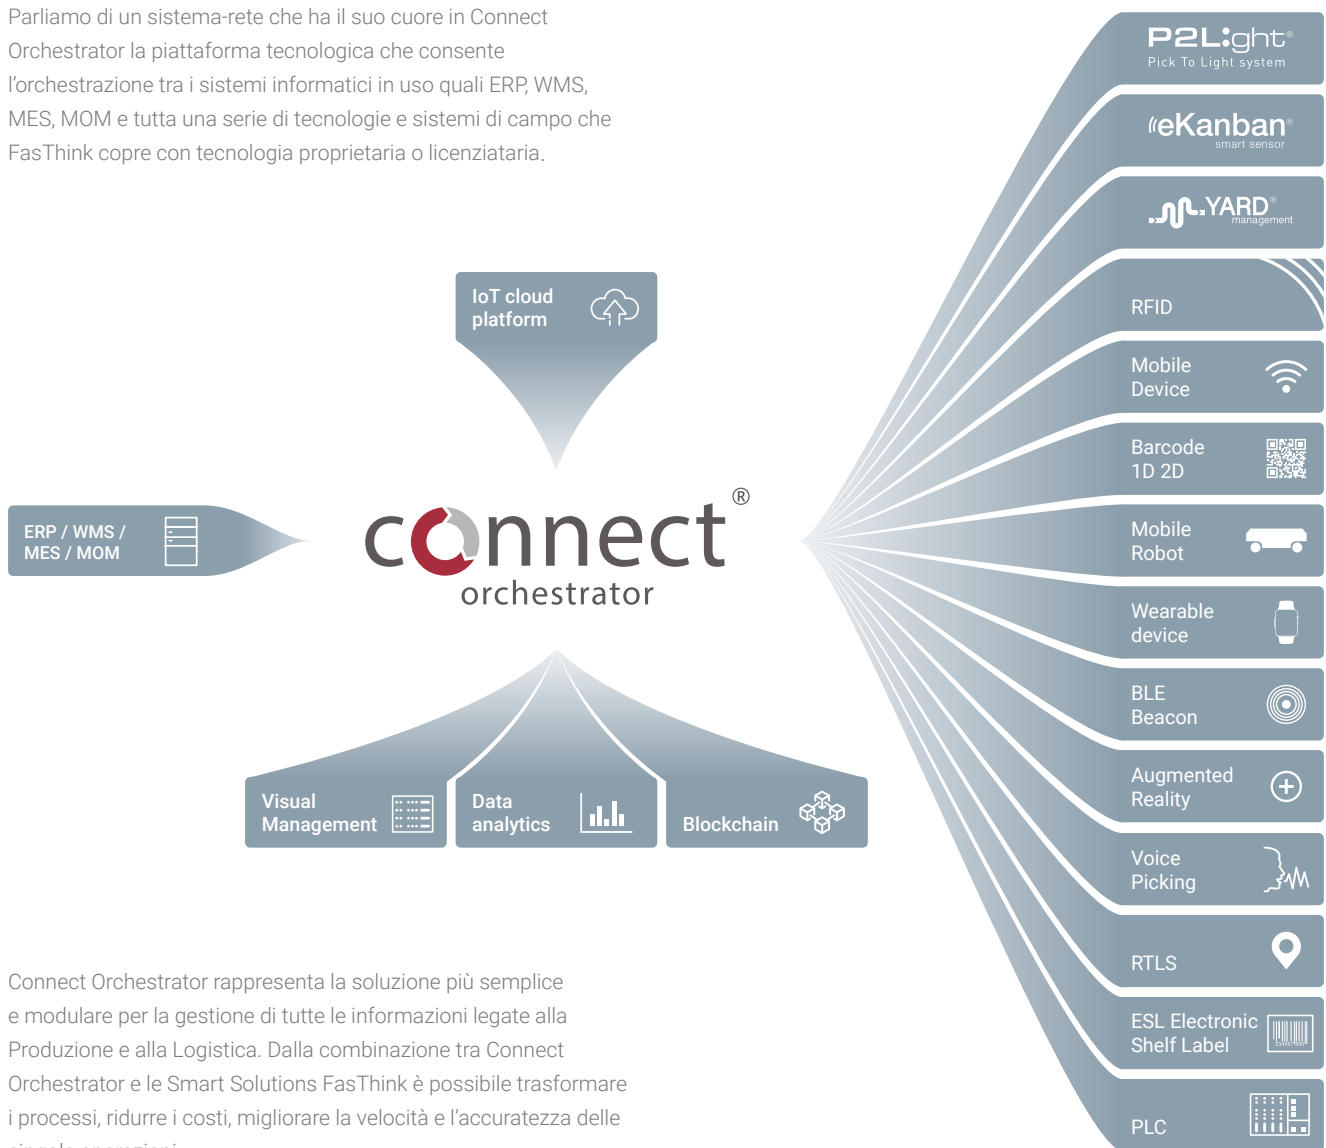 Parliamo di un sistema-rete che ha il suo cuore in Connect
Orchestrator la piattaforma tecnologica che consente
l'orchestrazione tra i sistemi informatici in uso quali ERP, WMS,
MES, MOM e tutta una serie di tecnologie e sistemi di campo che
FasThink copre con tecnologia proprietaria o licenziataria.
IoT cloud
platform
ERP / WMS /
MES / MOM
connect®
orchestrator
Visual
Management
Data
analytics
Blockchain
P2L:ght®
Pick To Light system
eKanban®
smart sensor
YARD®
management
RFID
Mobile
Device
Barcode
1D 2D
Mobile
Robot
Wearable
device
BLE
Beacon
Augmented
Reality
Voice
Picking
RTLS
ESL Electronic
Shelf Label
PLC
Connect Orchestrator rappresenta la soluzione più semplice
e modulare per la gestione di tutte le informazioni legate alla
Produzione e alla Logistica. Dalla combinazione tra Connect
Orchestrator e le Smart Solutions FasThink è possibile trasformare
i processi, ridurre i costi, migliorare la velocità e l'accuratezza delle